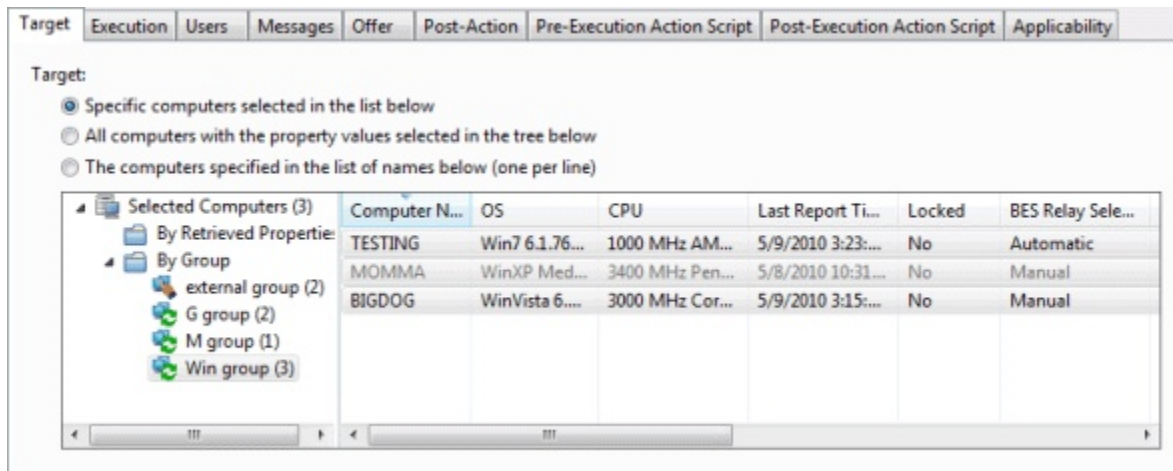 Target Execution Users Messages Offer Post-Action Pre-Execution Action Script Post-Execution Action Script Applicability
Target:
Specific computers selected in the list below
All computers with the property values selected in the tree below
The computers specified in the list of names below (one per line)
Selected Computers (3)
By Retrieved Properties
By Group
external group (2)
G group (2)
M group (1)
Win group (3)
Computer N... OS CPU Last Report Ti... Locked BES Relay Sele...
TESTING Win7 6.1.76... 1000 MHz AM... 5/9/2010 3:23:... No Automatic
MOMMA WinXP Med... 3400 MHz Pen... 5/8/2010 10:31... No Manual
BIGDOG WinVista 6.... 3000 MHz Cor... 5/9/2010 3:15:... No Manual